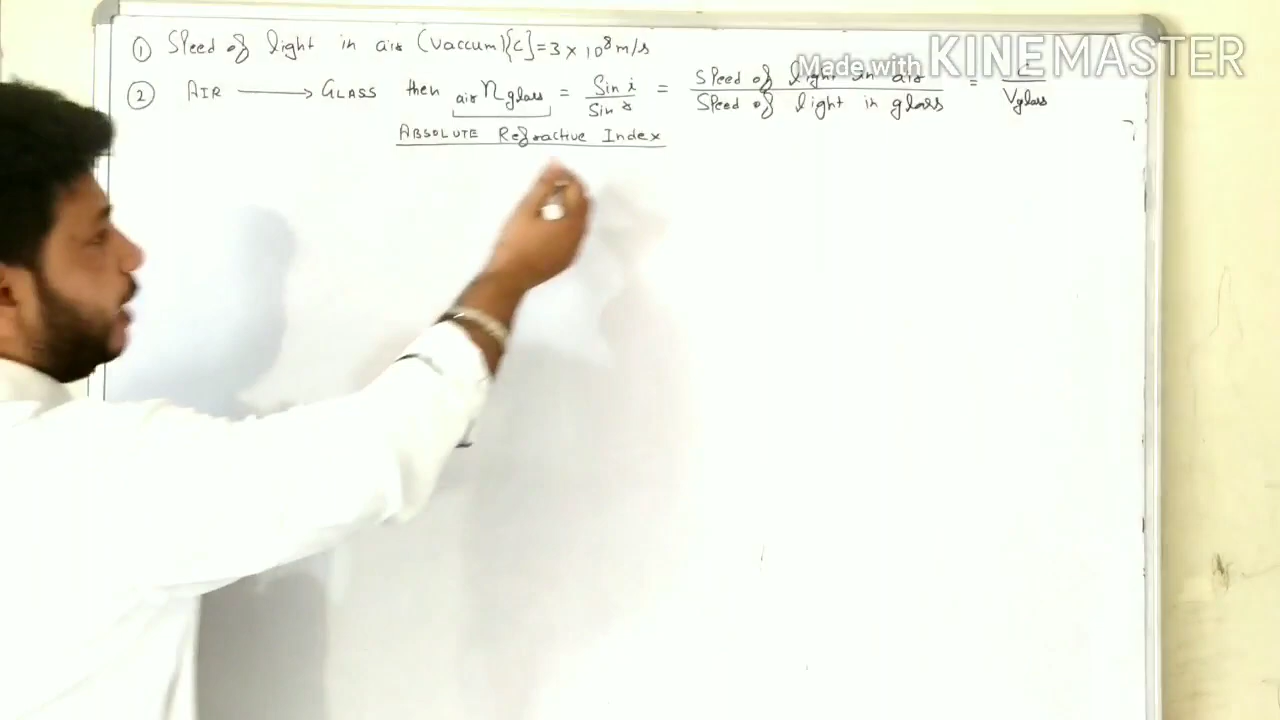 ① Speed of light in air (Vaccum){c}=3 × 10⁸m/s
② AIR ⟶ GLASS then air n glass = Sin i / Sin r = Speed of light in air / Speed of light in glass = c / Vglass
ABSOLUTE Refractive Index
Made with KINEMASTER